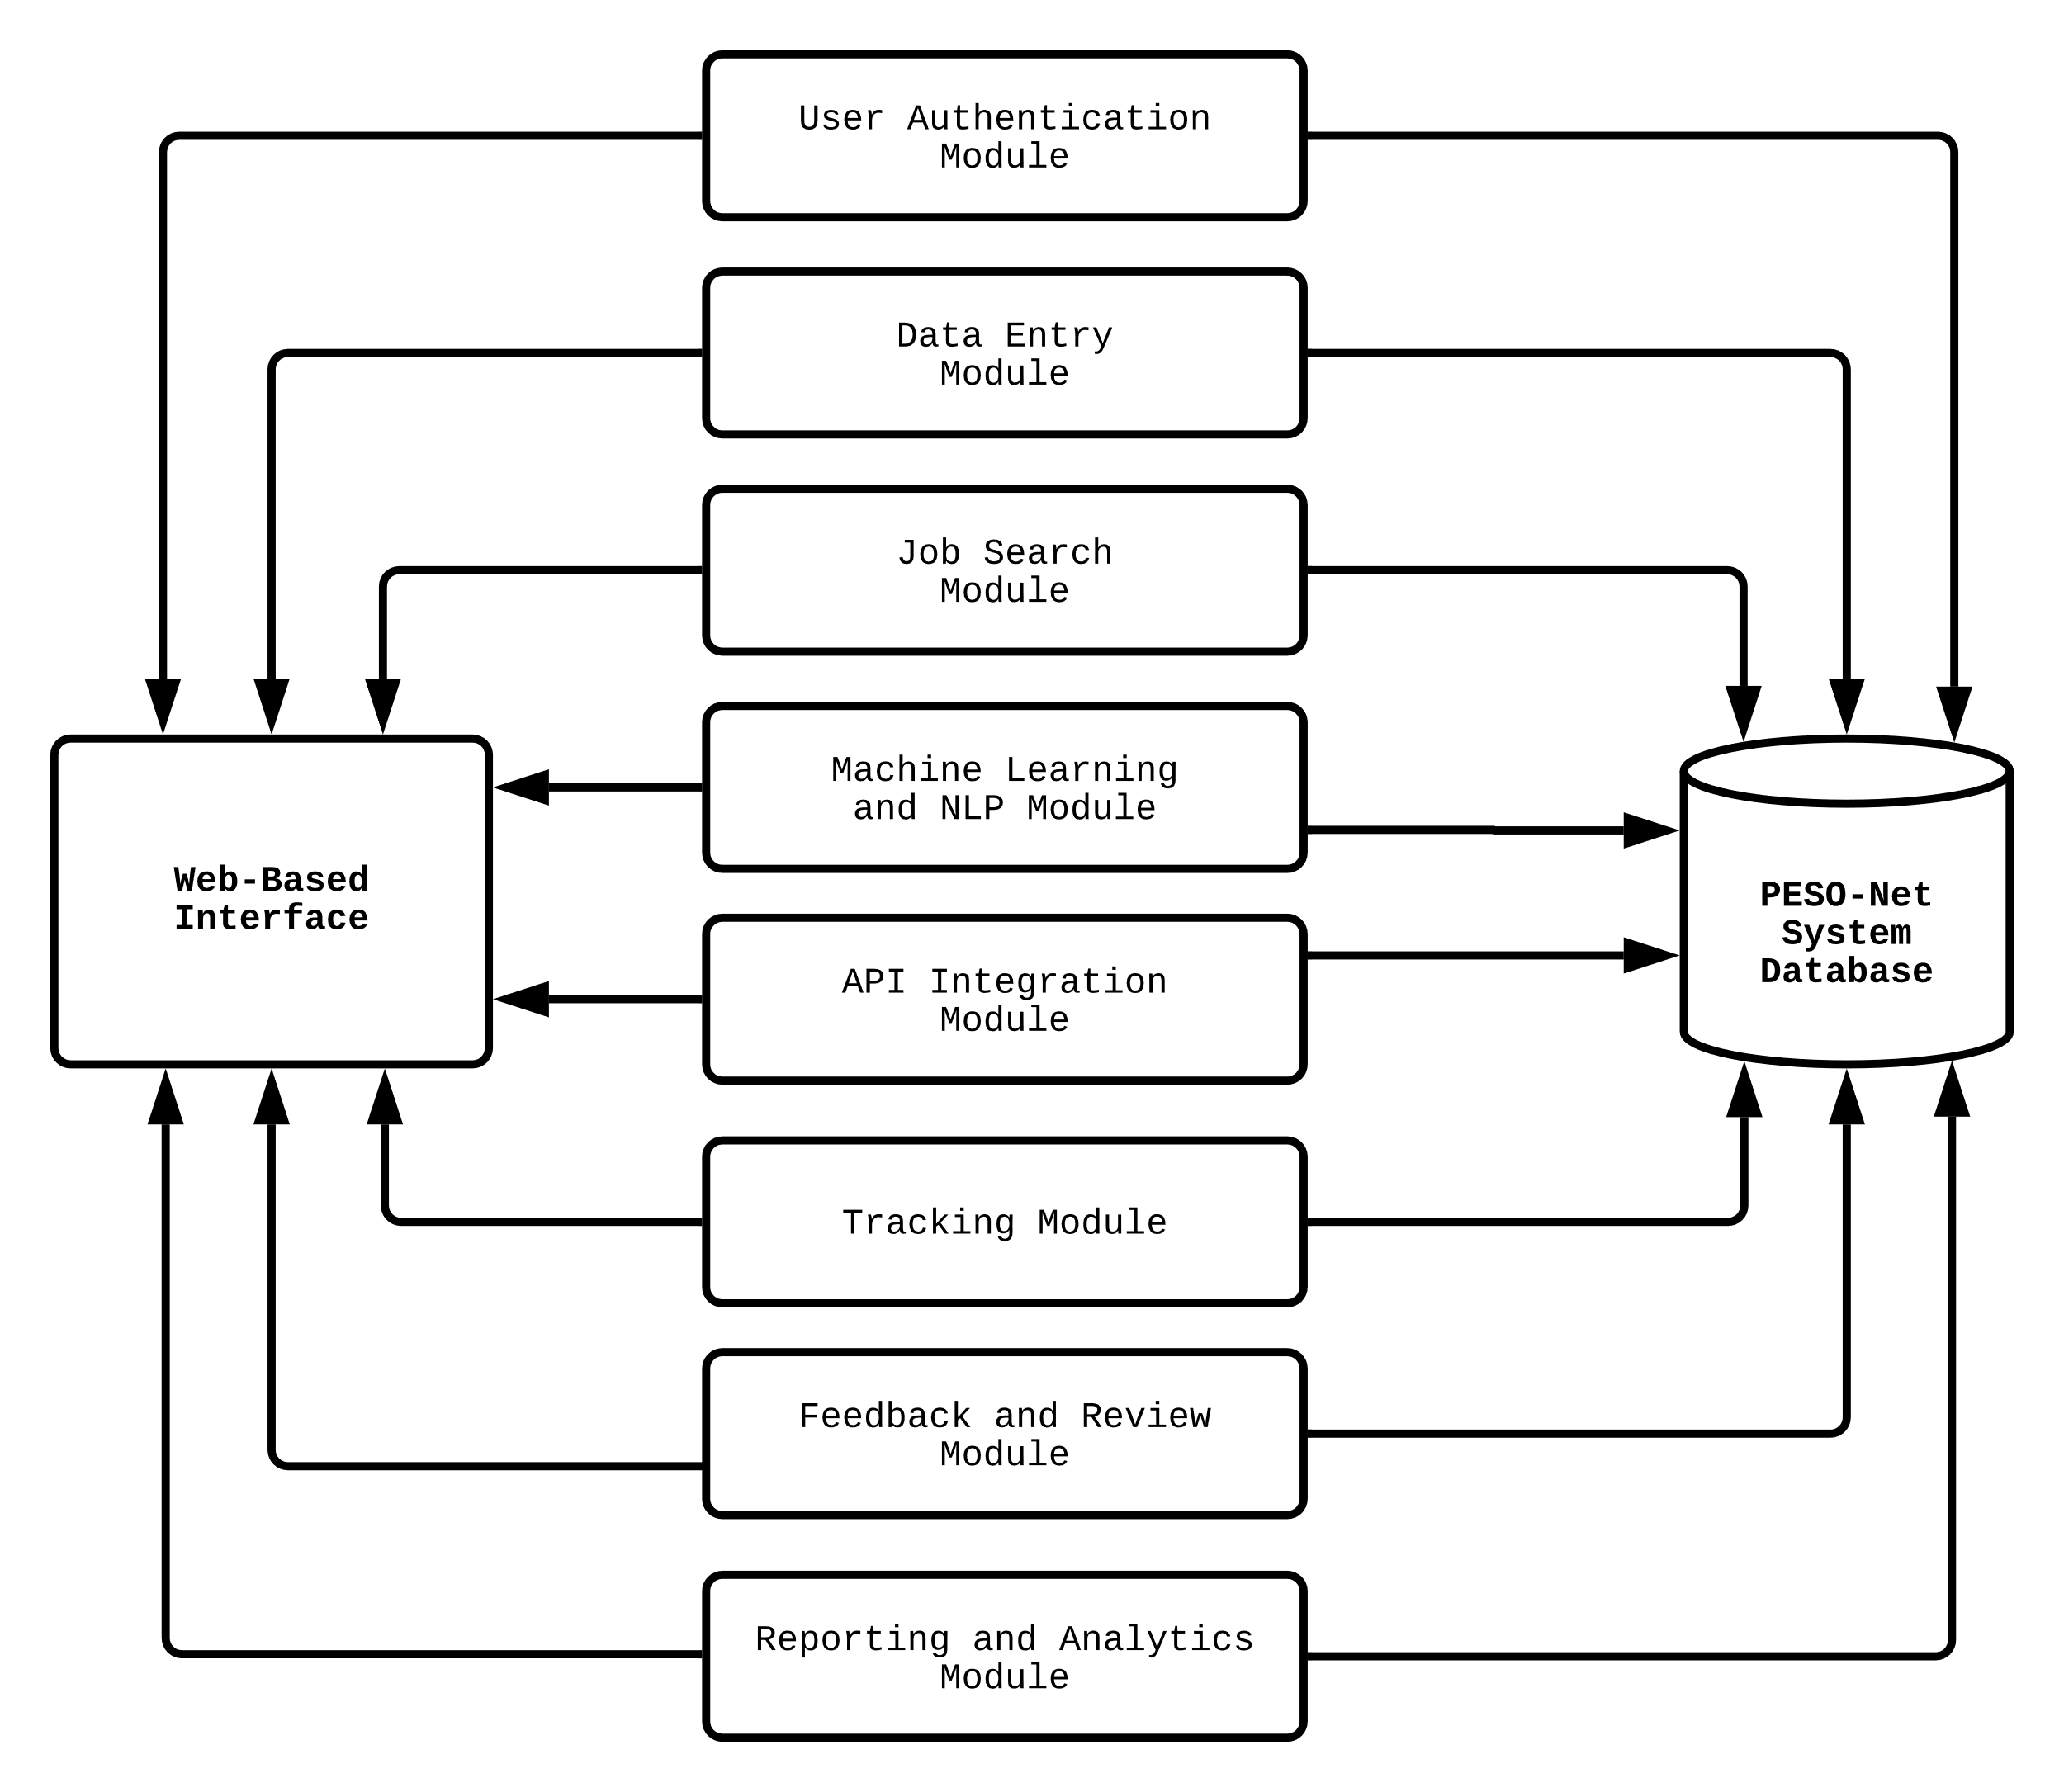 User Authentication
Module
Data Entry
Module
Job Search
Module
Machine Learning
and NLP Module
Web-Based
Interface
PESO-Net
System
Database
API Integration
Module
Tracking Module
Feedback and Review
Module
Reporting and Analytics
Module